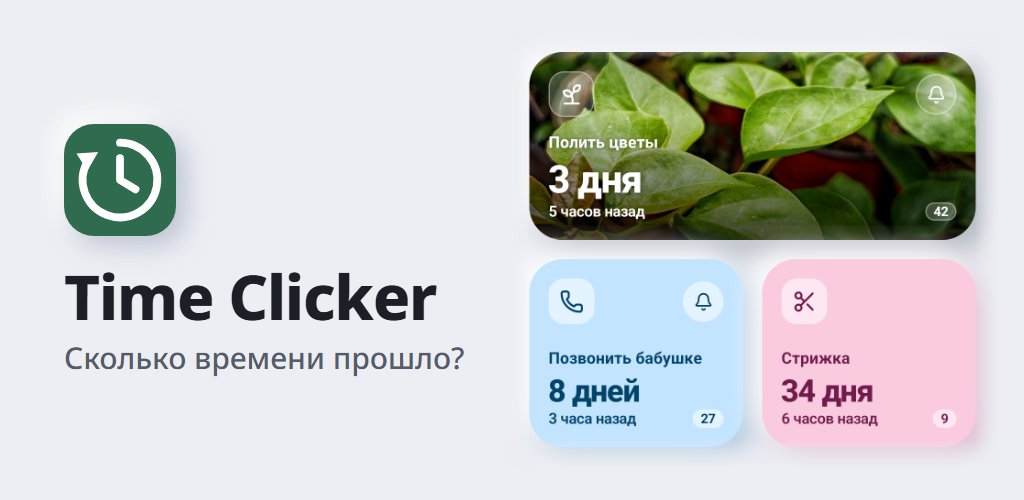 Time Clicker
Сколько времени прошло?
Полить цветы
3 дня
5 часов назад
42
Позвонить бабушке
8 дней
3 часа назад
27
Стрижка
34 дня
6 часов назад
9